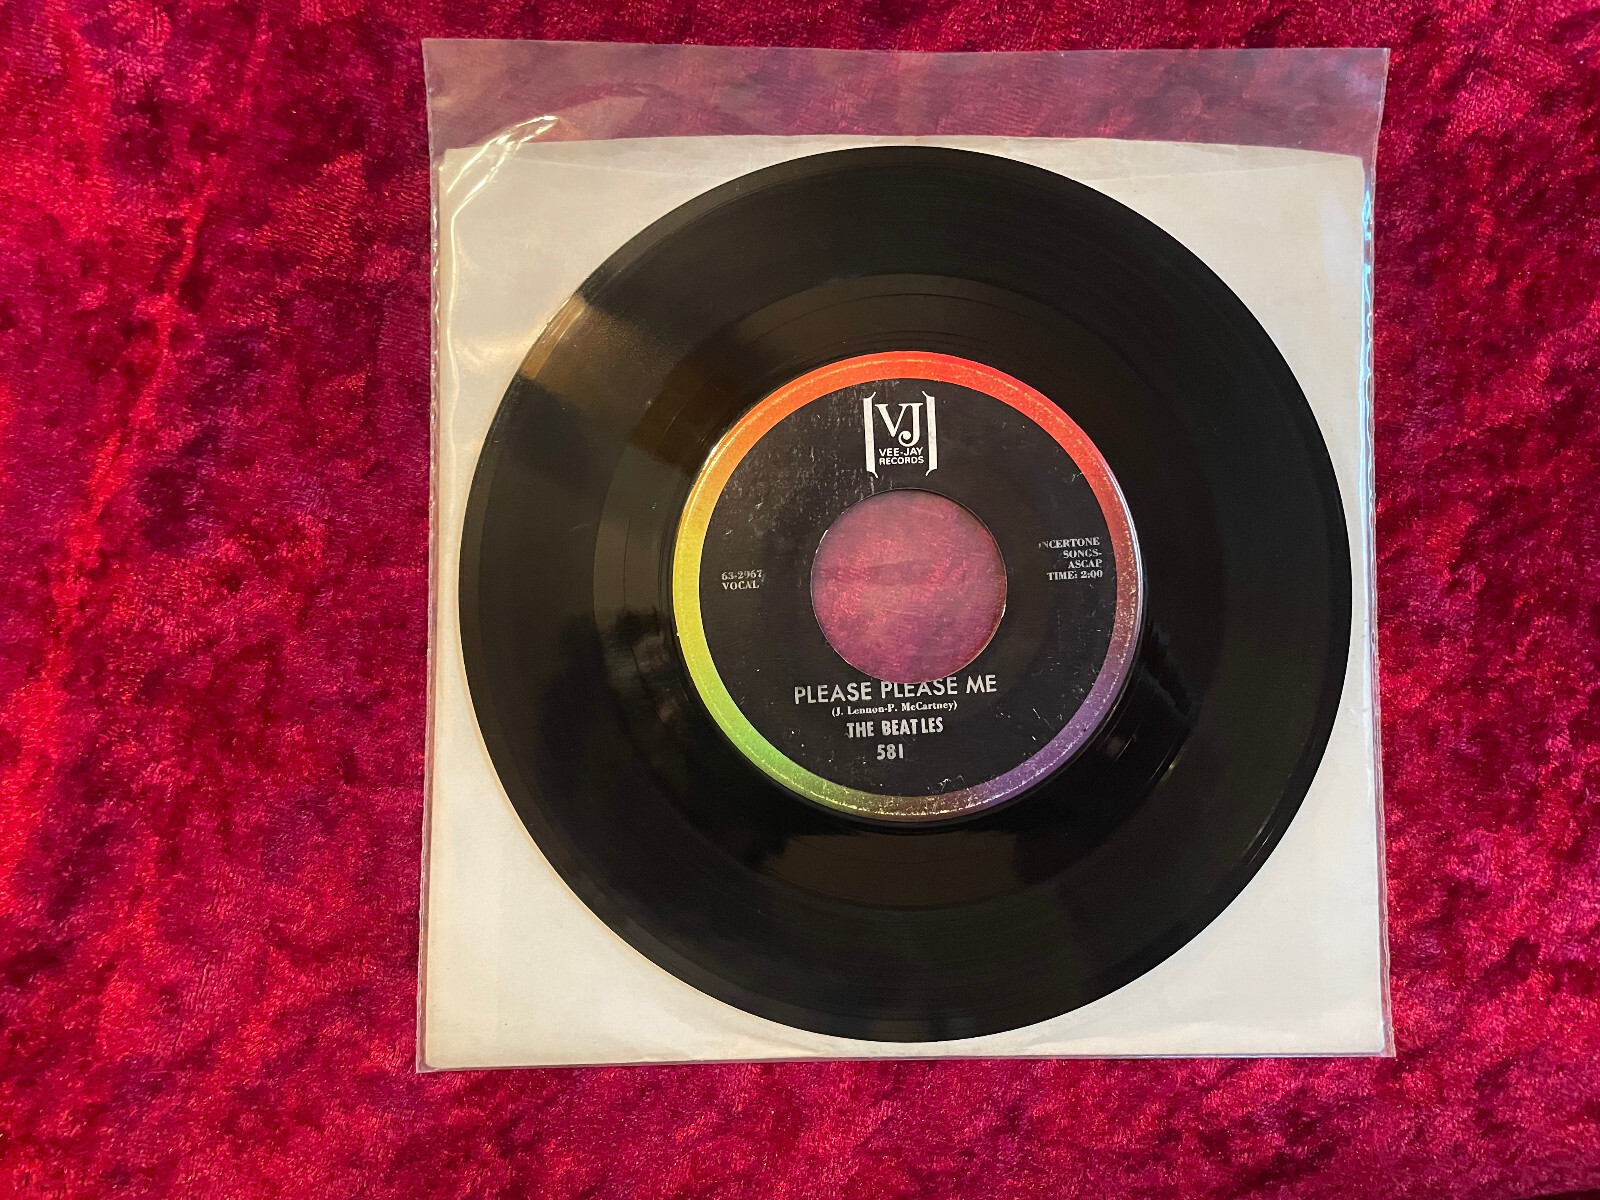 VJ
VEE-JAY
RECORDS
63-2967
VOCAL
NCERTONE
SONGS-
ASCAP
TIME: 2:00
PLEASE PLEASE ME
(J. Lennon-P. McCartney)
THE BEATLES
581